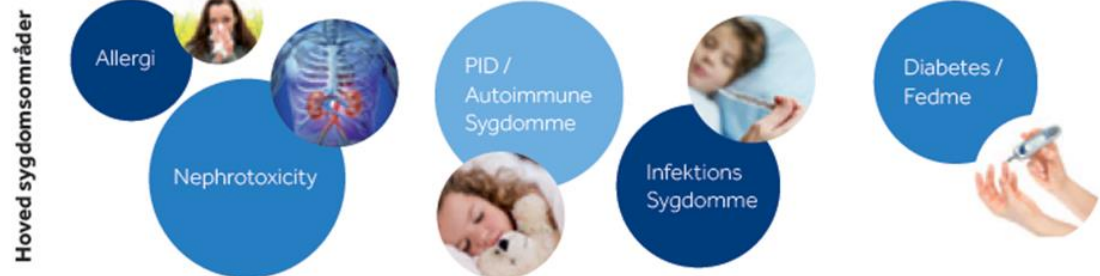 Hoved sygdomsområder
Allergi
Nephrotoxicity
PID /
Autoimmune
Sygdomme
Infektions
Sygdomme
Diabetes /
Fedme